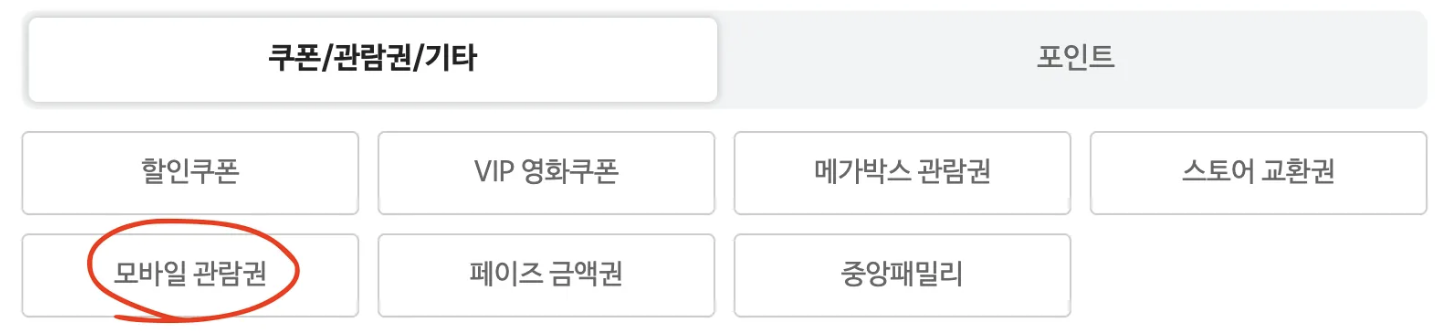 쿠폰/관람권/기타
포인트
할인쿠폰
VIP 영화쿠폰
메가박스 관람권
스토어 교환권
모바일 관람권
페이즈 금액권
중앙패밀리